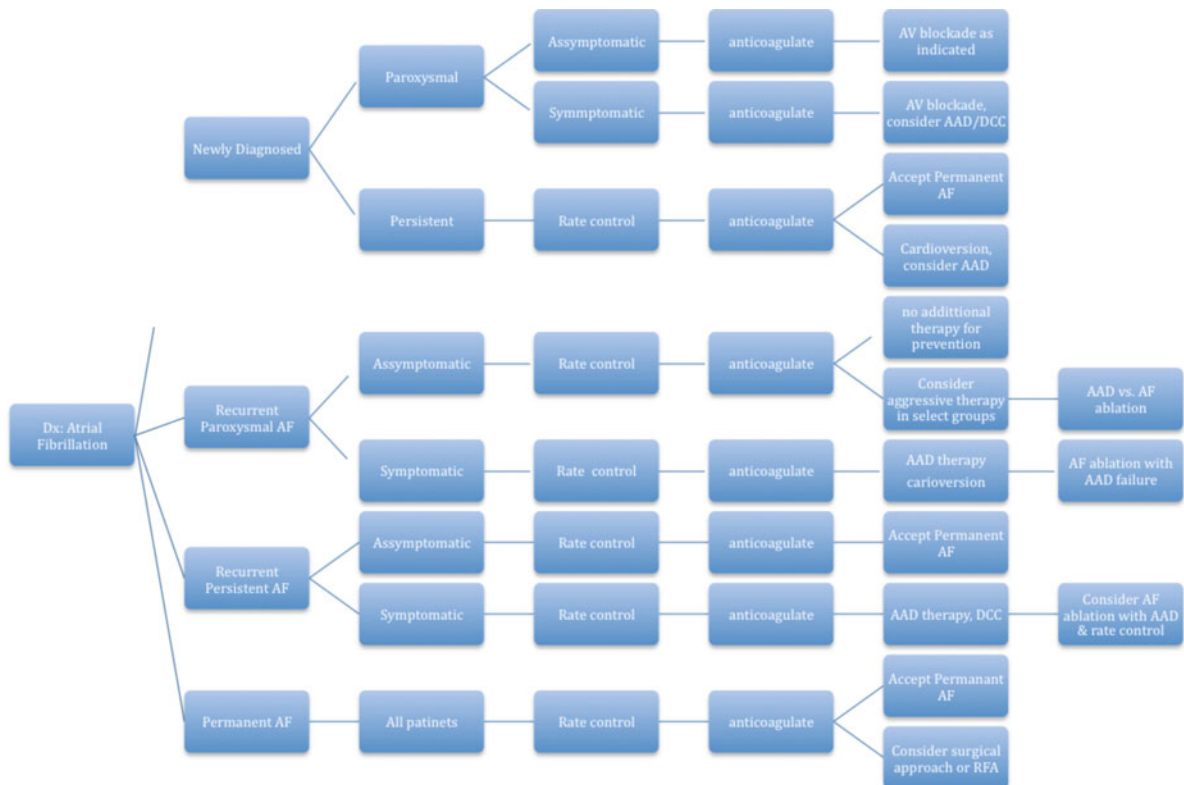 Dx: Atrial
Fibrillation
Newly Diagnosed
Paroxysmal
Assymptomatic
anticoagulate
AV blockade as
indicated
Symmptomatic
anticoagulate
AV blockade,
consider AAD/DCC
Persistent
Rate control
anticoagulate
Accept Permanent
AF
Cardioversion,
consider AAD
Recurrent
Paroxysmal AF
Assymptomatic
Rate control
anticoagulate
no addittional
therapy for
prevention
Consider
aggressive therapy
in select groups
AAD vs. AF
ablation
Symptomatic
Rate control
anticoagulate
AAD therapy
carioversion
AF ablation with
AAD failure
Recurrent
Persistent AF
Assymptomatic
Rate control
anticoagulate
Accept Permanent
AF
Symptomatic
Rate control
anticoagulate
AAD therapy, DCC
Consider AF
ablation with AAD
& rate control
Permanent AF
All patinets
Rate control
anticoagulate
Accept Permanant
AF
Consider surgical
approach or RFA